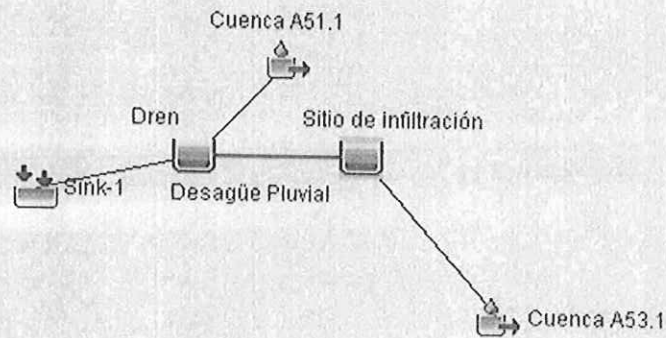 Cuenca A51.1
Dren
Sitio de infiltración
Sink-1
Desagüe Pluvial
Cuenca A53.1